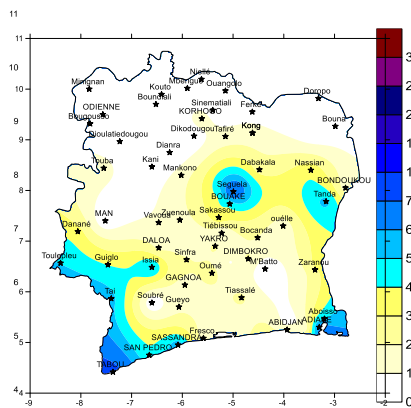 11
11
Niellé
Minignan
Kouto
Mbengué
Ouangolo
10
Boundiali
Doropo
ODIENNE
Sinematiali
Ferké
Bougousso
KORHOGO
Bouna
Dioulatiedougou
Dikodougou
Tafiré
Kong
9
Dianra
Touba
Kani
Mankono
Dabakala
Nassian
BONDOUKOU
8
Séguéla
BOUAKE
Tanda
MAN
Vavoua
Zuenoula
Sakassou
ouélle
Danané
Tiébissou
Bocanda
7
DALOA
YAKRO
Toulepleu
Guiglo
Issia
Sinfra
DIMBOKRO
M'Batto
Zaranou
Oumé
6
GAGNOA
Tai
Soubré
Gueyo
Tiassalé
Aboisso
ABIDJAN
ADIAKE
5
Fresco
SASSANDRA
SAN PEDRO
TABOU
4
-9
-8
-7
-6
-5
-4
-3
-2